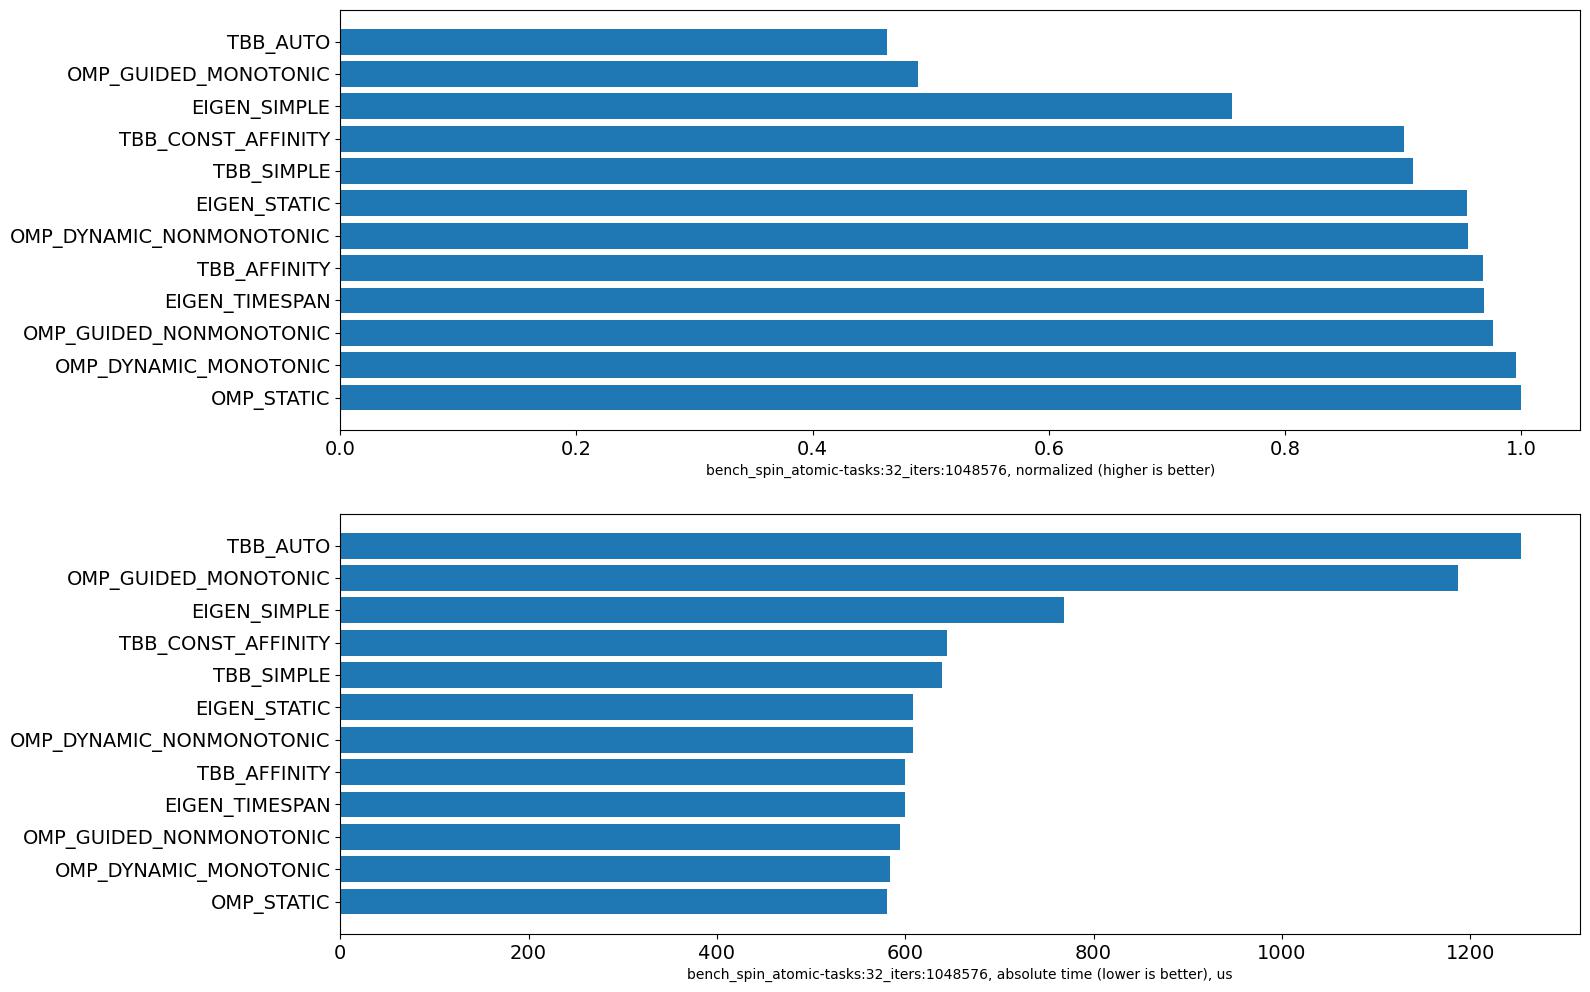 TBB_AUTO
OMP_GUIDED_MONOTONIC
EIGEN_SIMPLE
TBB_CONST_AFFINITY
TBB_SIMPLE
EIGEN_STATIC
OMP_DYNAMIC_NONMONOTONIC
TBB_AFFINITY
EIGEN_TIMESPAN
OMP_GUIDED_NONMONOTONIC
OMP_DYNAMIC_MONOTONIC
OMP_STATIC
0.0 0.2 0.4 0.6 0.8 1.0
bench_spin_atomic-tasks:32_iters:1048576, normalized (higher is better)
TBB_AUTO
OMP_GUIDED_MONOTONIC
EIGEN_SIMPLE
TBB_CONST_AFFINITY
TBB_SIMPLE
EIGEN_STATIC
OMP_DYNAMIC_NONMONOTONIC
TBB_AFFINITY
EIGEN_TIMESPAN
OMP_GUIDED_NONMONOTONIC
OMP_DYNAMIC_MONOTONIC
OMP_STATIC
0 200 400 600 800 1000 1200
bench_spin_atomic-tasks:32_iters:1048576, absolute time (lower is better), us